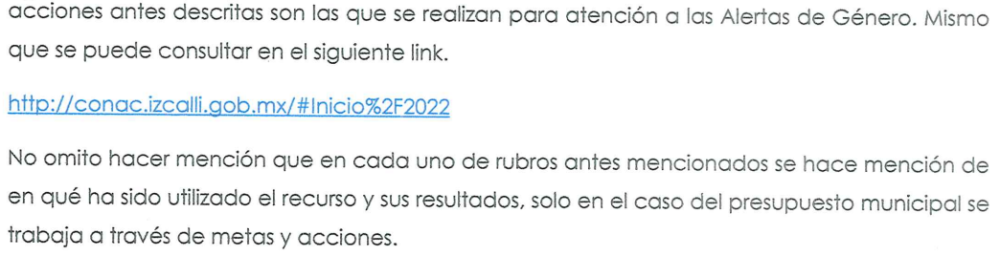 acciones antes descritas son las que se realizan para atención a las Alertas de Género. Mismo
que se puede consultar en el siguiente link.
http://conac.izcalli.gob.mx/#Inicio%2F2022
No omito hacer mención que en cada uno de rubros antes mencionados se hace mención de
en qué ha sido utilizado el recurso y sus resultados, solo en el caso del presupuesto municipal se
trabaja a través de metas y acciones.